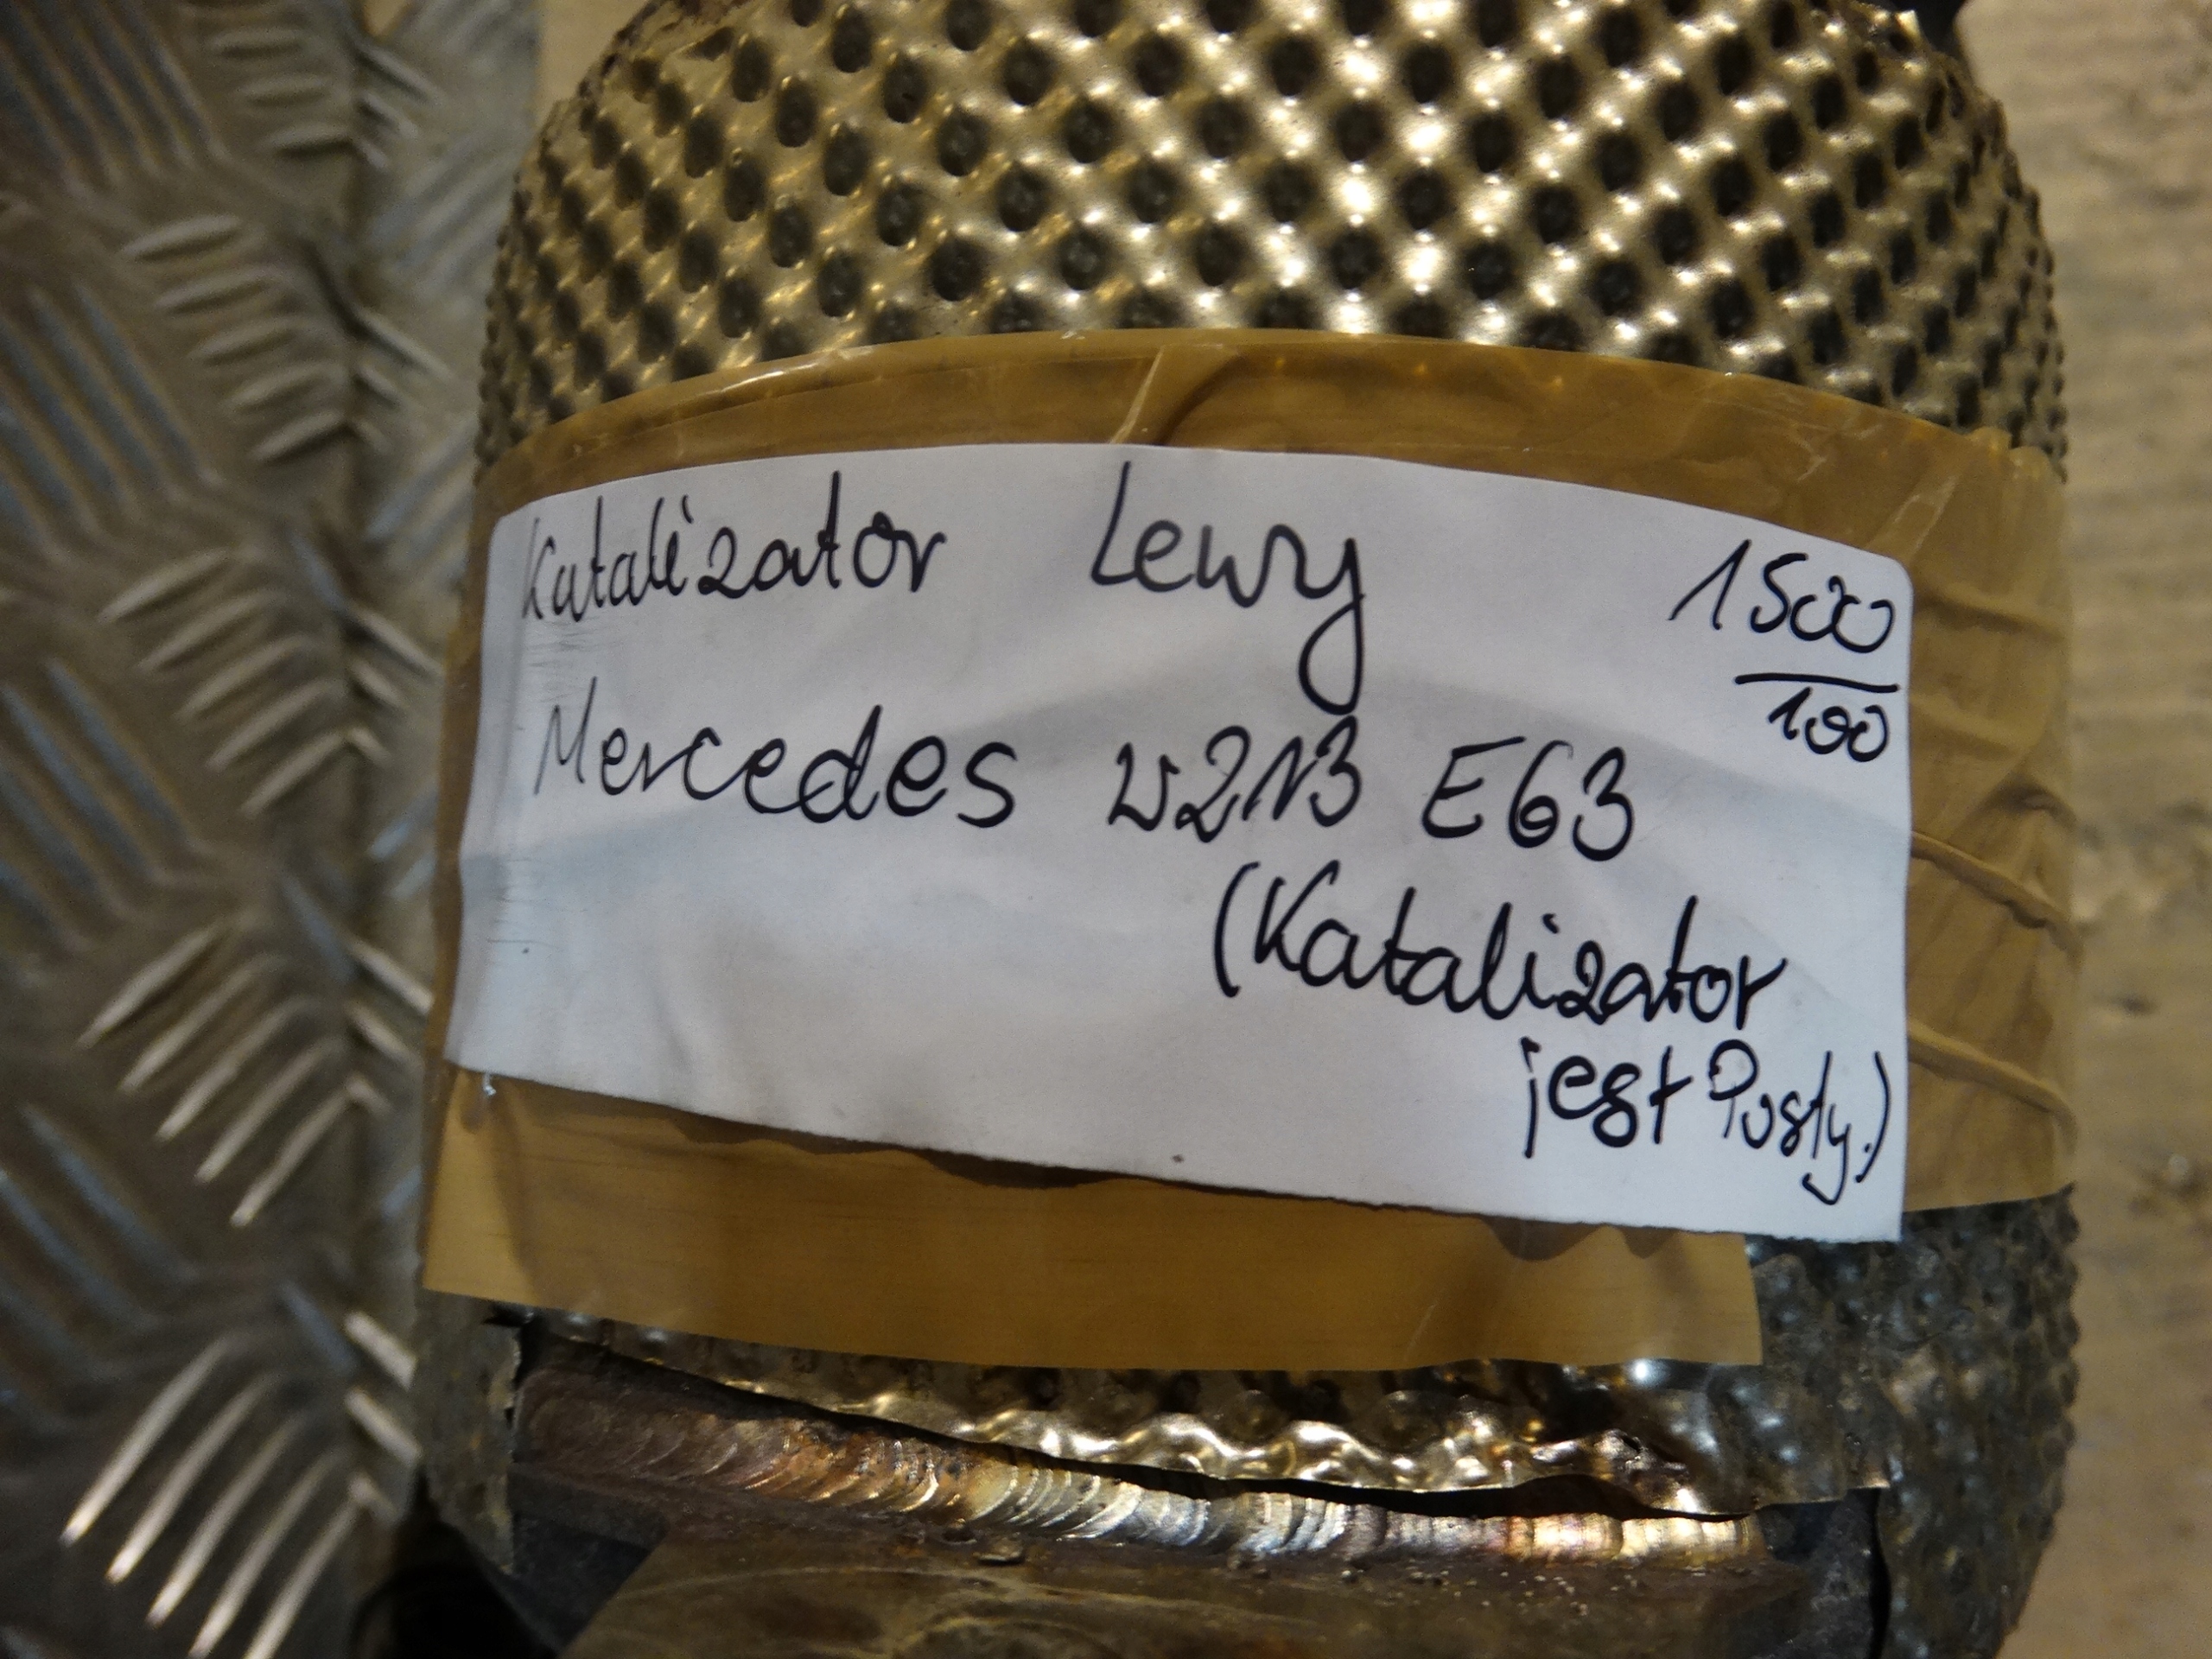 Katalizator Lewy 1500
100
Mercedes w213 E63
(Katalizator
jest Pusty.)